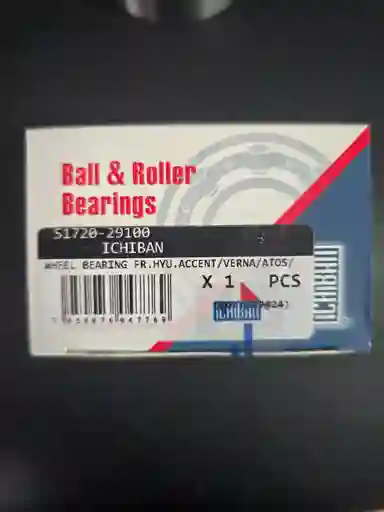 Ball & Roller
Bearings
51720-29100
ICHIBAN
WHEEL BEARING FR.HYU.ACCENT/VERNA/ATOS/
X 1 PCS
ICHIBAN
ICHIBAN